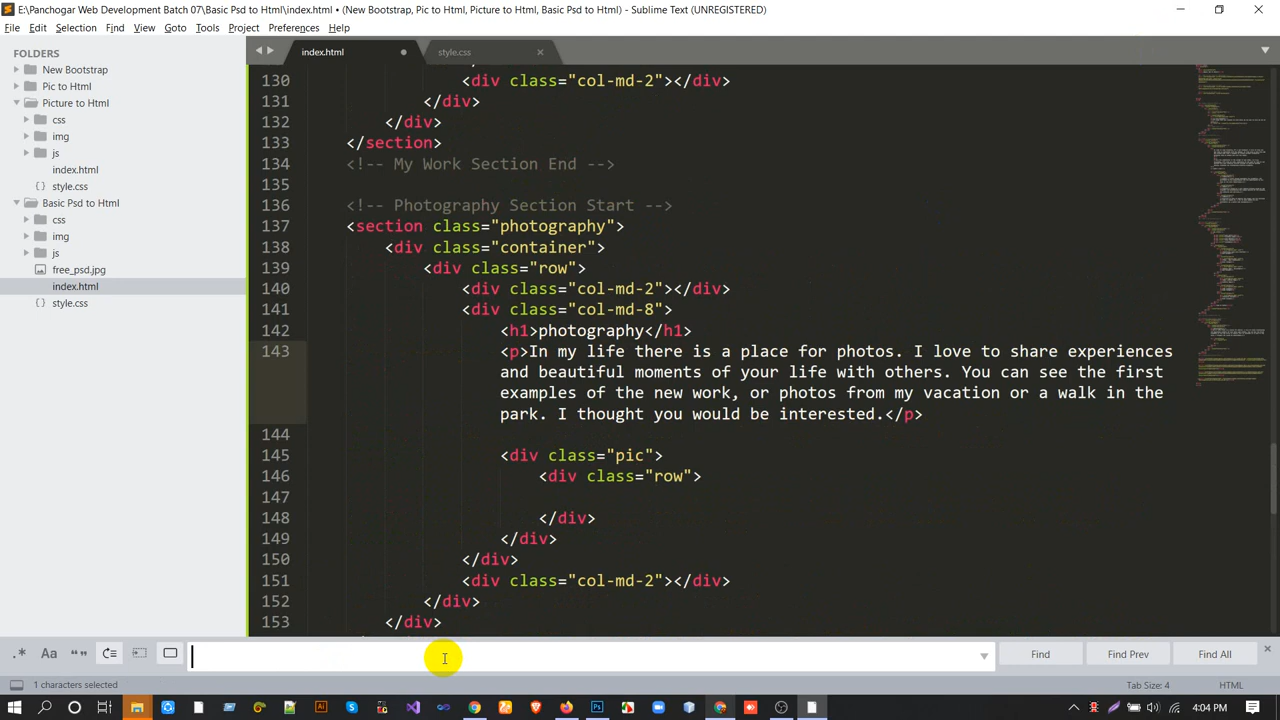 E:\Panchogar Web Development Batch 07\Basic Psd to Html\index.html • (New Bootstrap, Pic to Html, Picture to Html, Basic Psd to Html) - Sublime Text (UNREGISTERED)
File Edit Selection Find View Goto Tools Project Preferences Help
FOLDERS
New Bootstrap
Pic to Html
Picture to Html
css
img
js
index.html
style.css
Basic Psd to Html
css
img
js
free_psd.jpg
index.html
style.css
index.html style.css
130 <div class="col-md-2"></div>
131 </div>
132 </div>
133 </section>
134 <!-- My Work Section End -->
135
136 <!-- Photography Section Start -->
137 <section class="photography">
138 <div class="container">
139 <div class="row">
140 <div class="col-md-2"></div>
141 <div class="col-md-8">
142 <h1>photography</h1>
143 <p>In my life there is a place for photos. I love to share experiences
and beautiful moments of your life with others. You can see the first
examples of the new work, or photos from my vacation or a walk in the
park. I thought you would be interested.</p>
144
145 <div class="pic">
146 <div class="row">
147
148 </div>
149 </div>
150 </div>
151 <div class="col-md-2"></div>
152 </div>
153 </div>
.* Aa Find Find Prev Find All
1 characters selected Tab Size: 4 HTML
4:04 PM